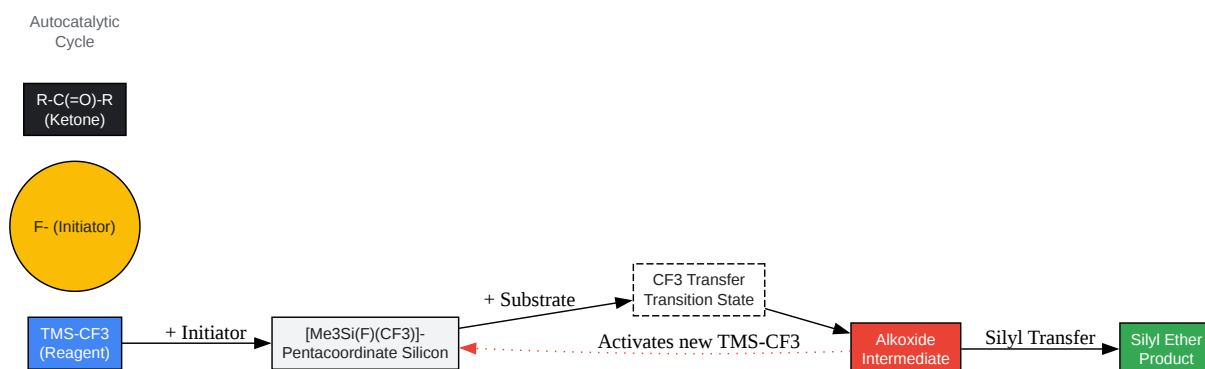 Autocatalytic
Cycle
R-C(=O)-R
(Ketone)
F- (Initiator)
TMS-CF3
(Reagent)
+ Initiator
[Me3Si(F)(CF3)]-
Pentacoordinate Silicon
+ Substrate
CF3 Transfer
Transition State
Activates new TMS-CF3
Alkoxide
Intermediate
Silyl Transfer
Silyl Ether
Product